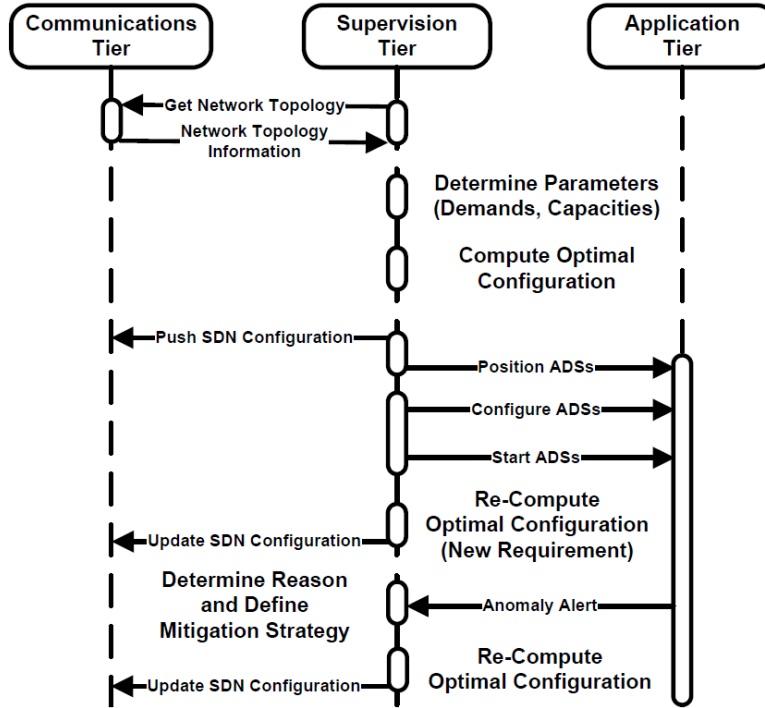 Communications
Tier
Supervision
Tier
Application
Tier
Get Network Topology
Network Topology
Information
Determine Parameters
(Demands, Capacities)
Compute Optimal
Configuration
Push SDN Configuration
Position ADSs
Configure ADSs
Start ADSs
Re-Compute
Optimal Configuration
(New Requirement)
Update SDN Configuration
Determine Reason
and Define
Mitigation Strategy
Anomaly Alert
Re-Compute
Optimal Configuration
Update SDN Configuration